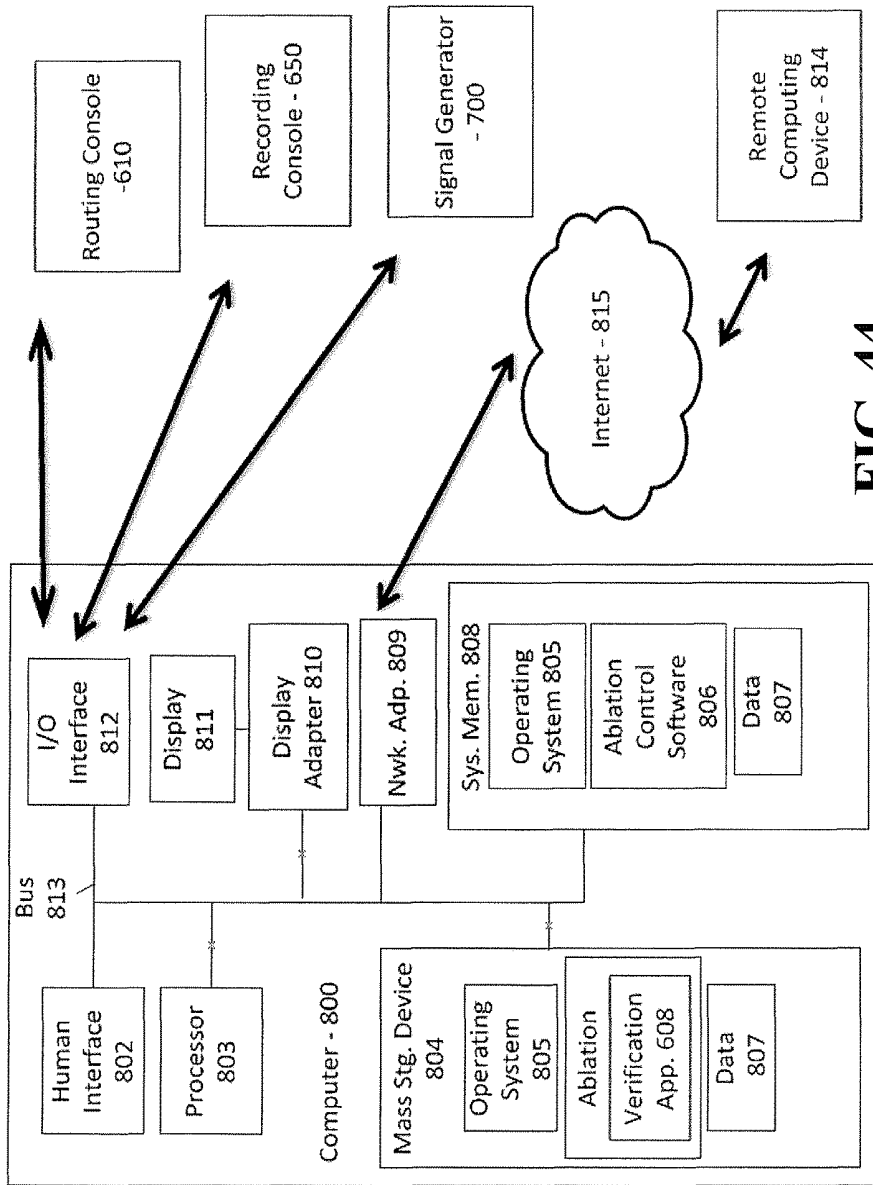 Bus
813
Human
Interface
802
Processor
803
Computer - 800
Mass Stg. Device
804
Operating
System
805
Ablation
Verification
App. 608
Data
807
I/O
Interface
812
Display
811
Display
Adapter 810
Nwk. Adp. 809
Sys. Mem. 808
Operating
System 805
Ablation
Control
Software
806
Data
807
Routing Console
-610
Recording
Console - 650
Signal Generator
- 700
Internet - 815
Remote
Computing
Device - 814
FIG. 44